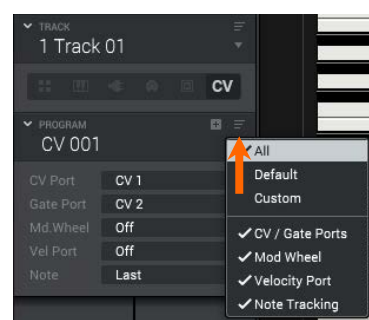 TRACK
1 Track 01
CV
PROGRAM
CV 001
All
Default
Custom
CV Port CV 1
Gate Port CV 2
Md.Wheel Off
Vel Port Off
Note Last
CV / Gate Ports
Mod Wheel
Velocity Port
Note Tracking